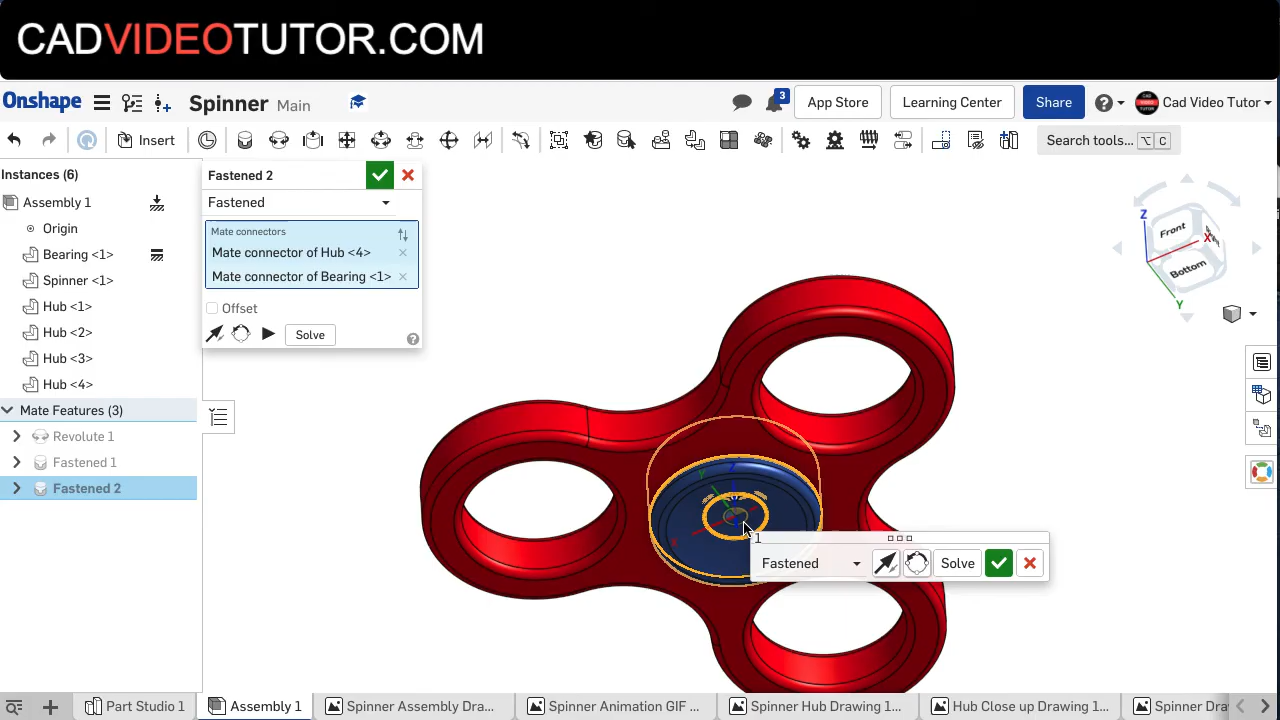 CADVIDEOTUTOR.COM
Onshape
Spinner Main
3
App Store
Learning Center
Share
Cad Video Tutor
Insert
Search tools... ⌥ C
Instances (6)
Assembly 1
Origin
Bearing <1>
Spinner <1>
Hub <1>
Hub <2>
Hub <3>
Hub <4>
Mate Features (3)
Revolute 1
Fastened 1
Fastened 2
Fastened 2
Fastened
Mate connectors
Mate connector of Hub <4>
Mate connector of Bearing <1>
Offset
Solve
Z
Front
X
Bottom
Y
Z
Y
X
1
Fastened
Solve
Part Studio 1
Assembly 1
Spinner Assembly Dra...
Spinner Animation GIF ...
Spinner Hub Drawing 1...
Hub Close up Drawing 1...
Spinner Dra